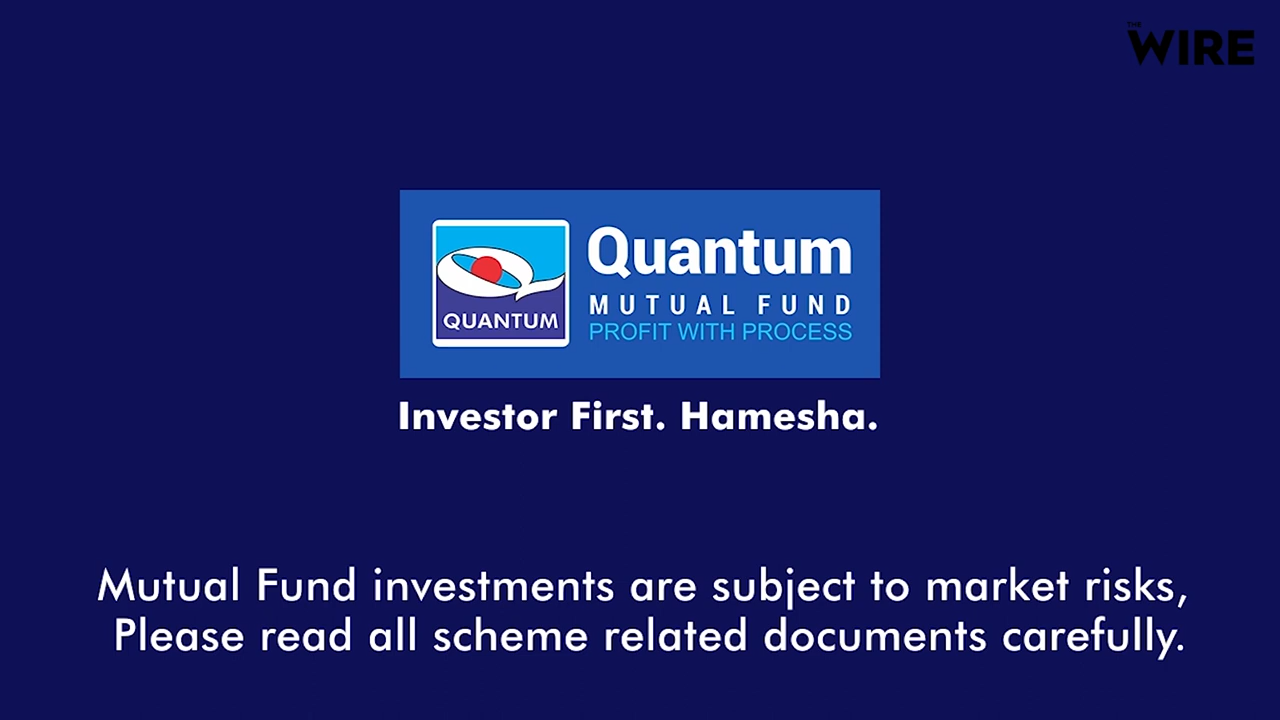 THE
WIRE
Quantum
MUTUAL FUND
PROFIT WITH PROCESS
QUANTUM
Investor First. Hamesha.
Mutual Fund investments are subject to market risks,
Please read all scheme related documents carefully.